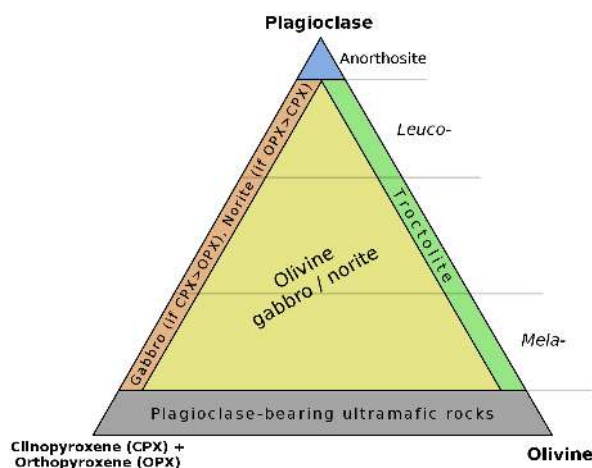 Plagioclase
Anorthosite
Leuco-
Gabbro (if CPX>OPX), Norite (if OPX>CPX)
Troctolite
Olivine
gabbro / norite
Mela-
Plagioclase-bearing ultramafic rocks
Clinopyroxene (CPX) +
Orthopyroxene (OPX)
Olivine